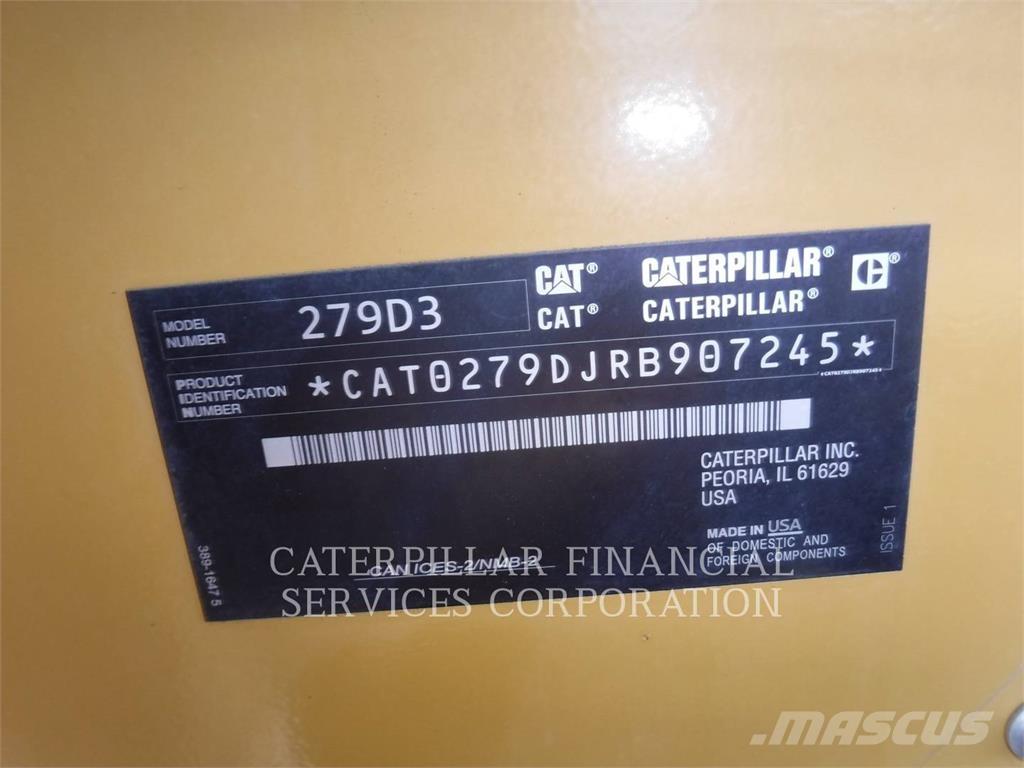 CAT® CATERPILLAR® C®
CAT® CATERPILLAR®
MODEL NUMBER 279D3
PRODUCT IDENTIFICATION NUMBER *CAT0279DJRB907245*
*CAT0279DJRB907245*
CATERPILLAR INC.
PEORIA, IL 61629
USA
MADE IN USA
OF DOMESTIC AND
FOREIGN COMPONENTS
ISSUE 1
389-1647 5
CAN ICES-2/NMB-2
CATERPILLAR FINANCIAL
SERVICES CORPORATION
MASCUS